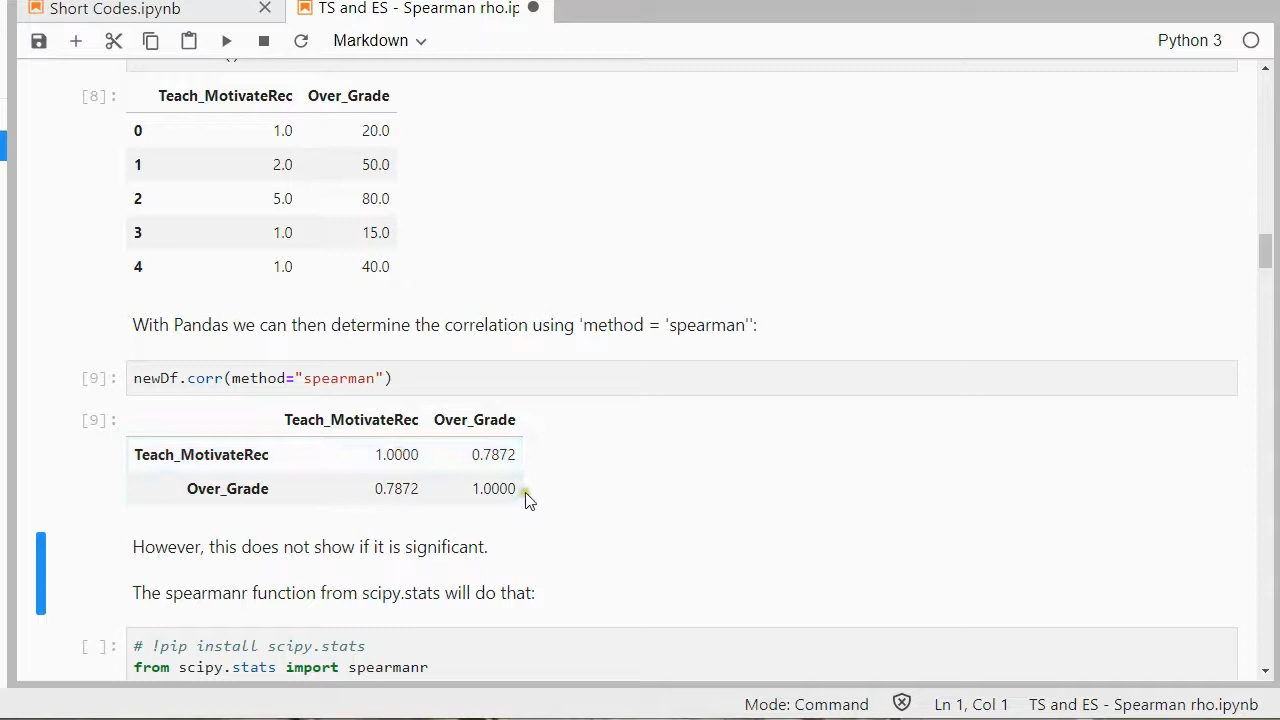 Short Codes.ipynb
TS and ES - Spearman rho.ip
Markdown
Python 3
[8]:
Teach_MotivateRec Over_Grade
0 1.0 20.0
1 2.0 50.0
2 5.0 80.0
3 1.0 15.0
4 1.0 40.0
With Pandas we can then determine the correlation using 'method = 'spearman'':
[9]: newDf.corr(method="spearman")
[9]: Teach_MotivateRec Over_Grade
Teach_MotivateRec 1.0000 0.7872
Over_Grade 0.7872 1.0000
However, this does not show if it is significant.
The spearmanr function from scipy.stats will do that:
[ ]: # !pip install scipy.stats
from scipy.stats import spearmanr
Mode: Command Ln 1, Col 1 TS and ES - Spearman rho.ipynb